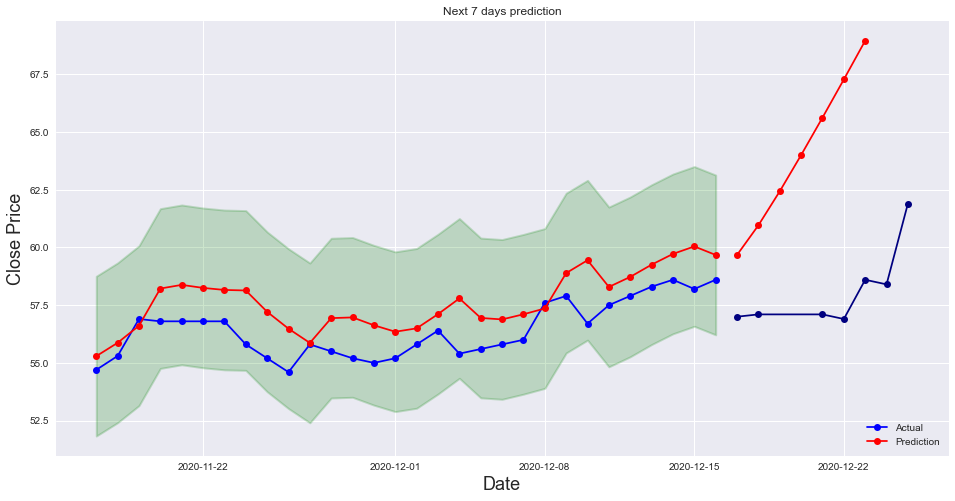 Next 7 days prediction
Close Price
67.5
65.0
62.5
60.0
57.5
55.0
52.5
Actual
Prediction
2020-11-22 2020-12-01 2020-12-08 2020-12-15 2020-12-22
Date